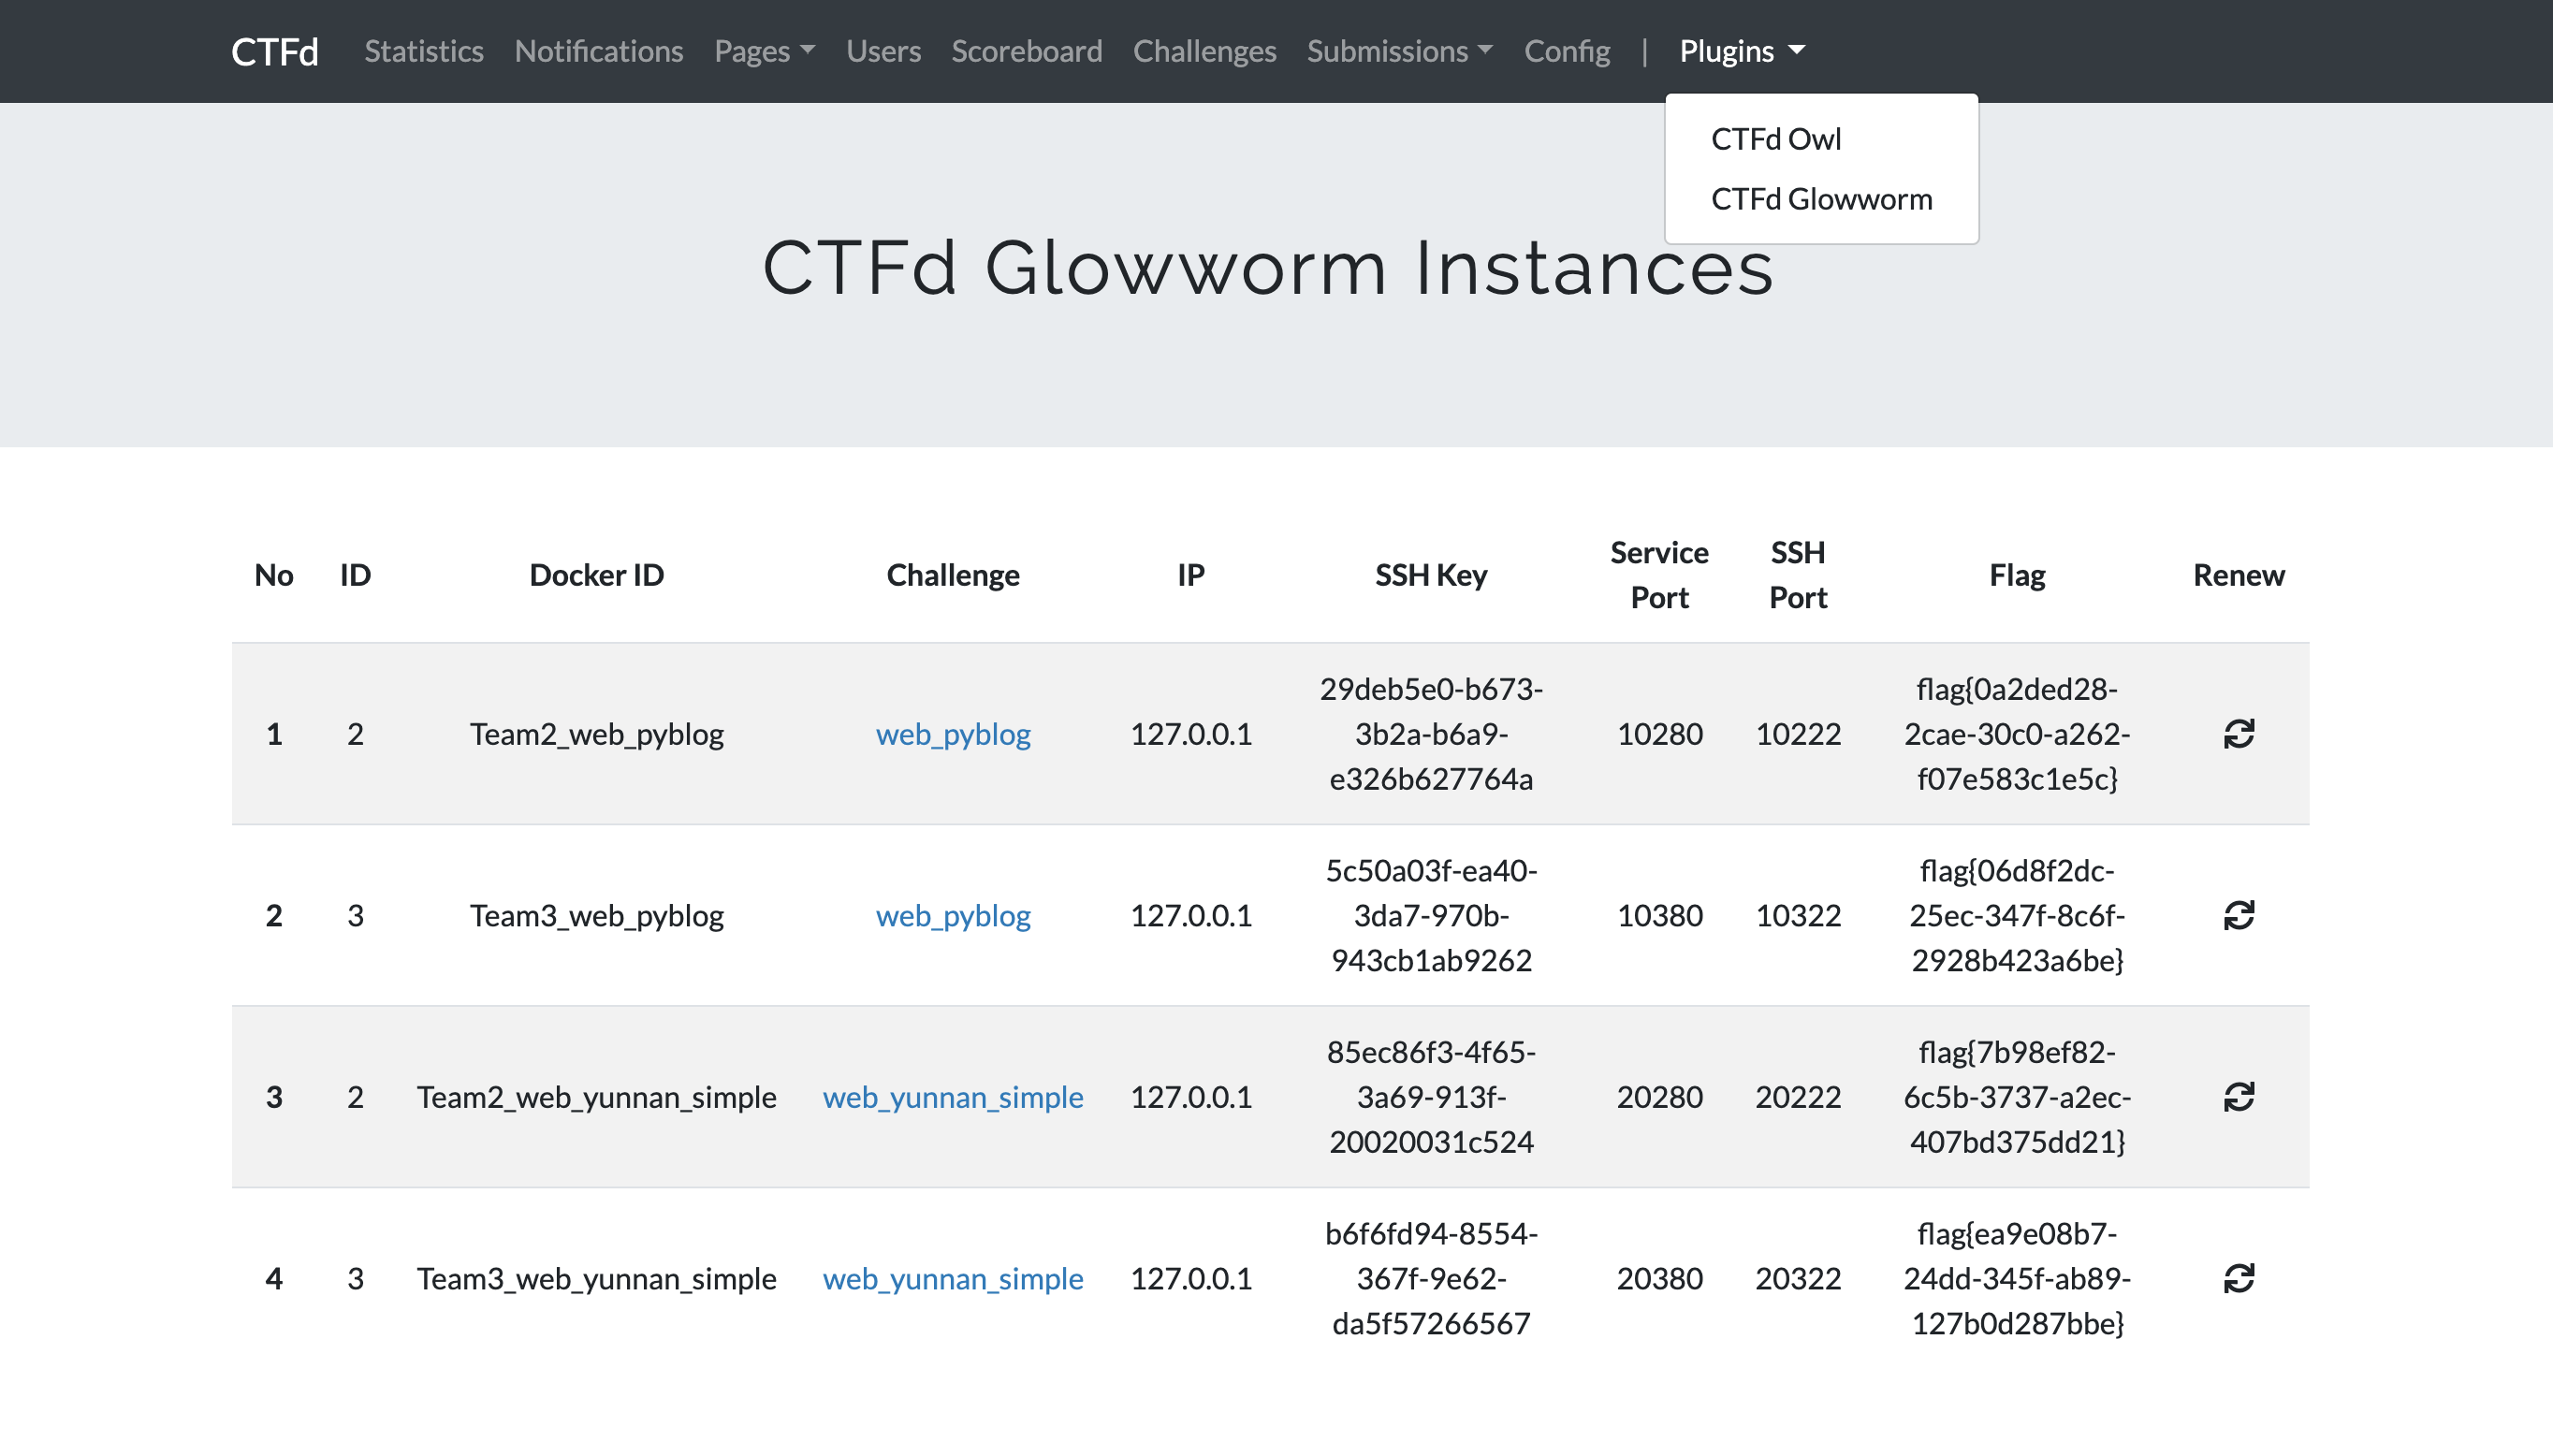 CTFd Statistics Notifications Pages Users Scoreboard Challenges Submissions Config | Plugins
CTFd Owl
CTFd Glowworm
CTFd Glowworm Instances
No ID Docker ID Challenge IP SSH Key Service Port SSH Port Flag Renew
1 2 Team2_web_pyblog web_pyblog 127.0.0.1 29deb5e0-b673-3b2a-b6a9-e326b627764a 10280 10222 flag{0a2ded28-2cae-30c0-a262-f07e583c1e5c}
2 3 Team3_web_pyblog web_pyblog 127.0.0.1 5c50a03f-ea40-3da7-970b-943cb1ab9262 10380 10322 flag{06d8f2dc-25ec-347f-8c6f-2928b423a6be}
3 2 Team2_web_yunnan_simple web_yunnan_simple 127.0.0.1 85ec86f3-4f65-3a69-913f-20020031c524 20280 20222 flag{7b98ef82-6c5b-3737-a2ec-407bd375dd21}
4 3 Team3_web_yunnan_simple web_yunnan_simple 127.0.0.1 b6f6fd94-8554-367f-9e62-da5f57266567 20380 20322 flag{ea9e08b7-24dd-345f-ab89-127b0d287bbe}